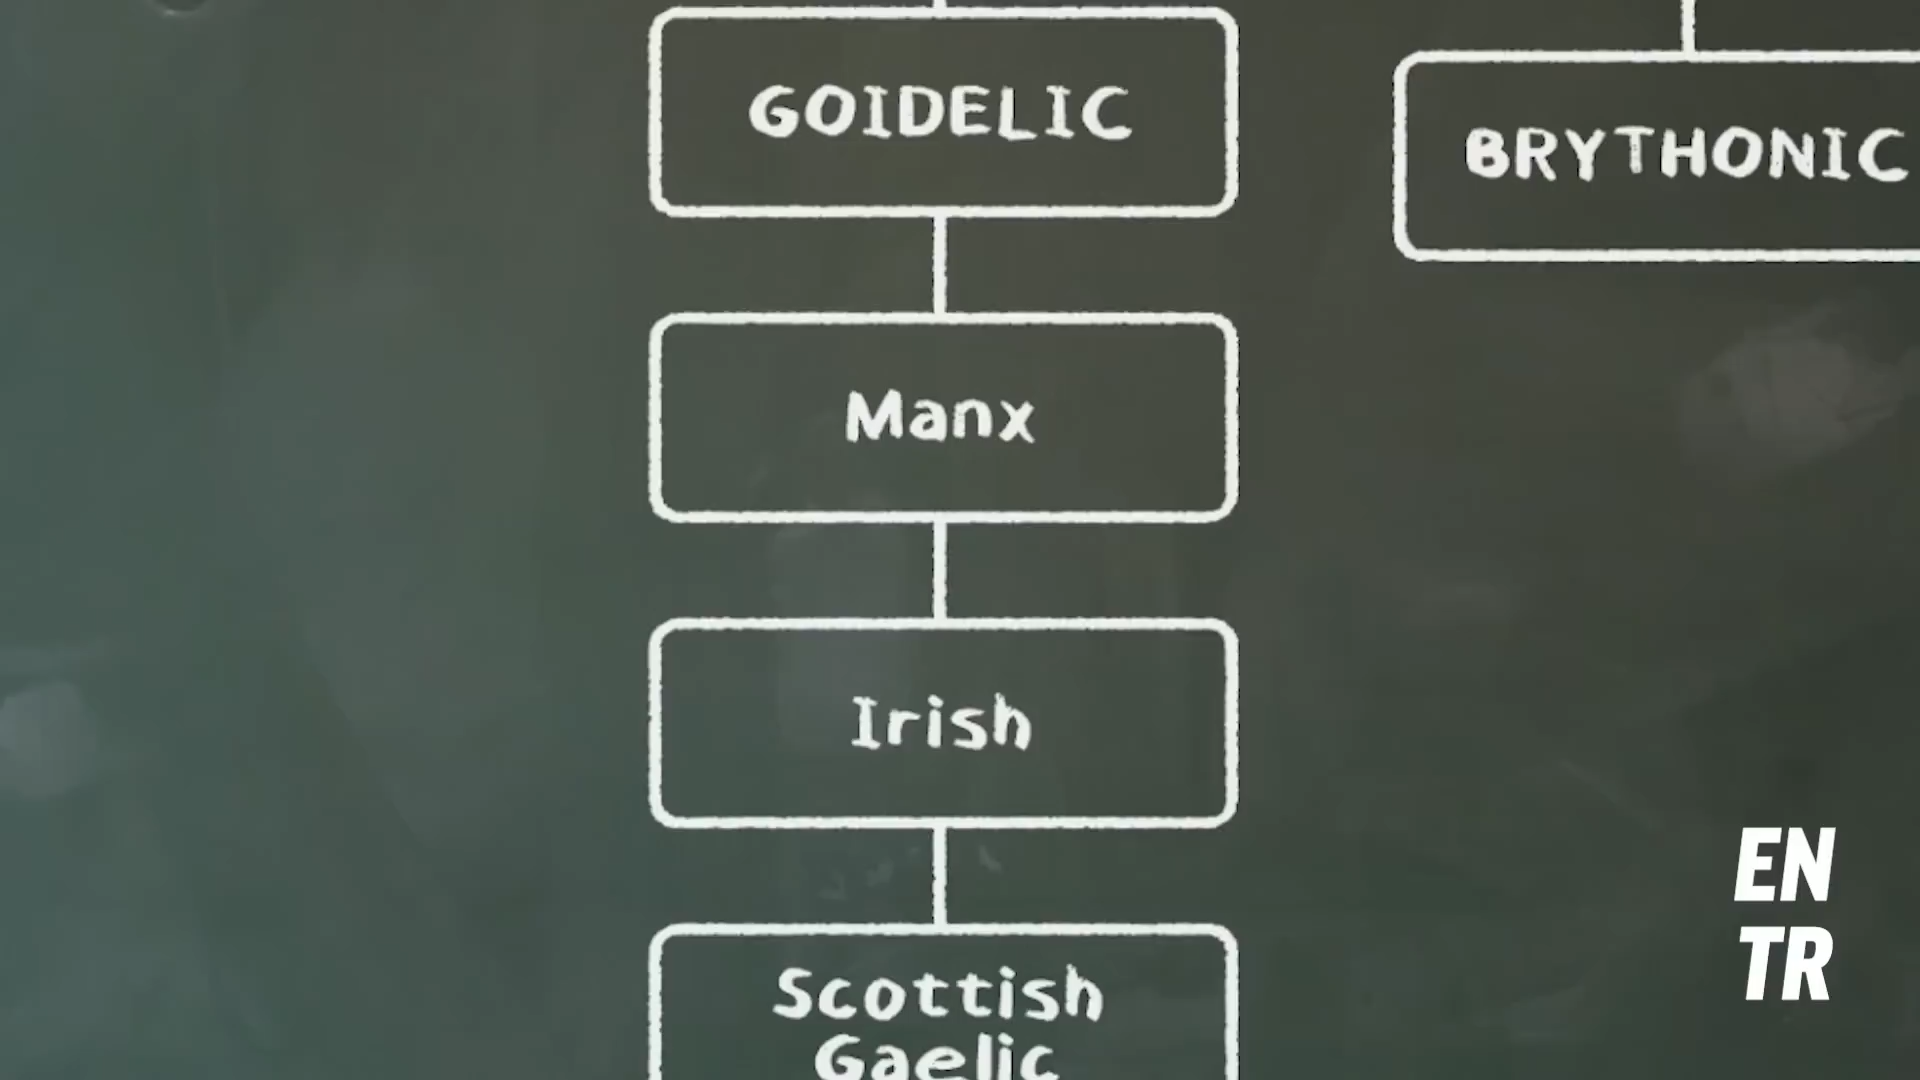 GOIDELIC
BRYTHONIC
Manx
Irish
Scottish
Gaelic
EN
TR